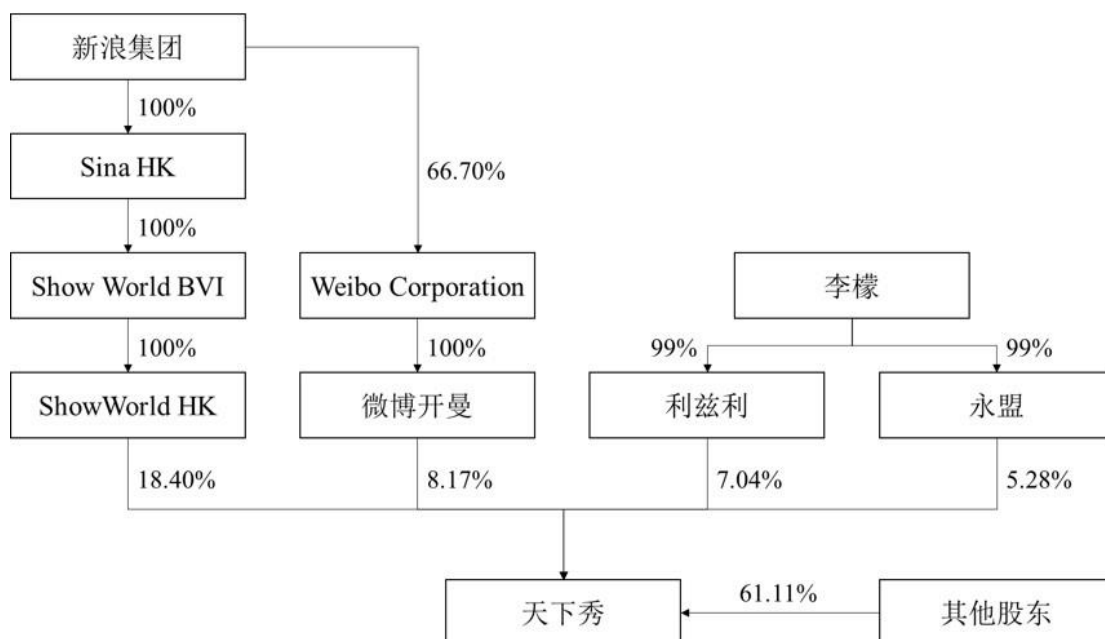 新浪集团
100%
Sina HK
66.70%
100%
Show World BVI
Weibo Corporation
李檬
100%
100%
99%
99%
ShowWorld HK
微博开曼
利兹利
永盟
18.40%
8.17%
7.04%
5.28%
天下秀
61.11%
其他股东